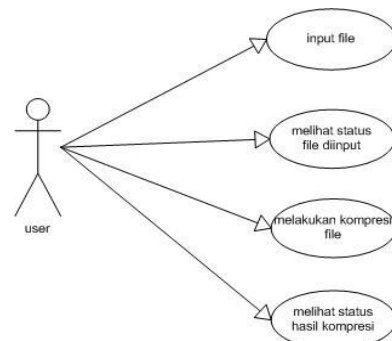 input file
melihat status
file diinput
melakukan kompresi
file
user
melihat status
hasil kompresi